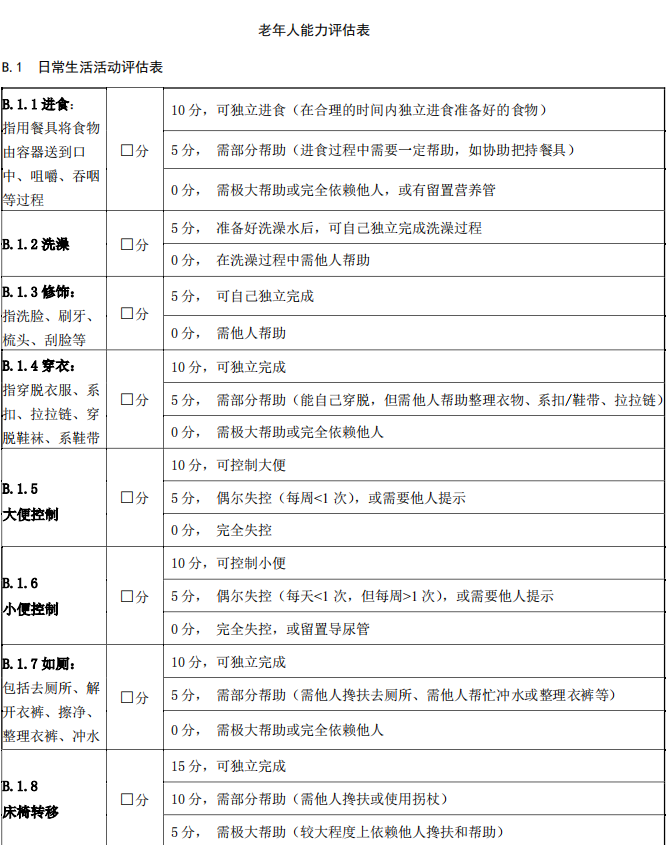 老年人能力评估表
B.1 日常生活活动评估表
B.1.1 进食:
指用餐具将食物
由容器送到口
中、咀嚼、吞咽
等过程
□分
10 分，可独立进食（在合理的时间内独立进食准备好的食物）
5 分， 需部分帮助（进食过程中需要一定帮助，如协助把持餐具）
0 分， 需极大帮助或完全依赖他人，或有留置营养管
B.1.2 洗澡
□分
5 分， 准备好洗澡水后，可自己独立完成洗澡过程
0 分， 在洗澡过程中需他人帮助
B.1.3 修饰:
指洗脸、刷牙、
梳头、刮脸等
□分
5 分， 可自己独立完成
0 分， 需他人帮助
B.1.4 穿衣:
指穿脱衣服、系
扣、拉拉链、穿
脱鞋袜、系鞋带
□分
10 分，可独立完成
5 分， 需部分帮助（能自己穿脱，但需他人帮助整理衣物、系扣/鞋带、拉拉链）
0 分， 需极大帮助或完全依赖他人
B.1.5
大便控制
□分
10 分，可控制大便
5 分， 偶尔失控（每周<1 次），或需要他人提示
0 分， 完全失控
B.1.6
小便控制
□分
10 分，可控制小便
5 分， 偶尔失控（每天<1 次，但每周>1 次），或需要他人提示
0 分， 完全失控，或留置导尿管
B.1.7 如厕:
包括去厕所、解
开衣裤、擦净、
整理衣裤、冲水
□分
10 分，可独立完成
5 分， 需部分帮助（需他人搀扶去厕所、需他人帮忙冲水或整理衣裤等）
0 分， 需极大帮助或完全依赖他人
B.1.8
床椅转移
□分
15 分，可独立完成
10 分，需部分帮助（需他人搀扶或使用拐杖）
5 分， 需极大帮助（较大程度上依赖他人搀扶和帮助）